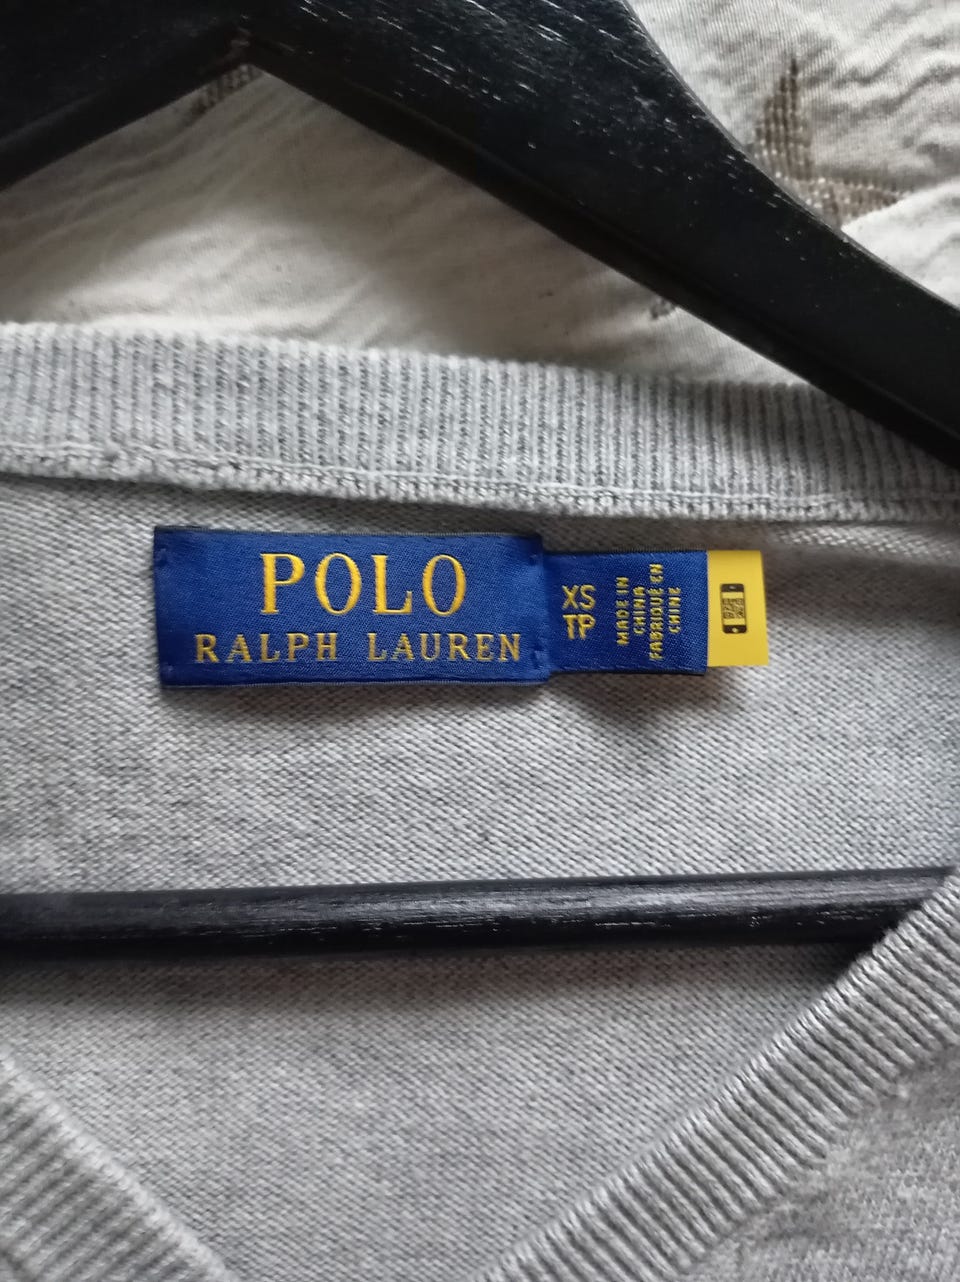 POLO
RALPH LAUREN
XS
TP
MADE IN
CHINA
FABRIQUÉ EN
CHINE